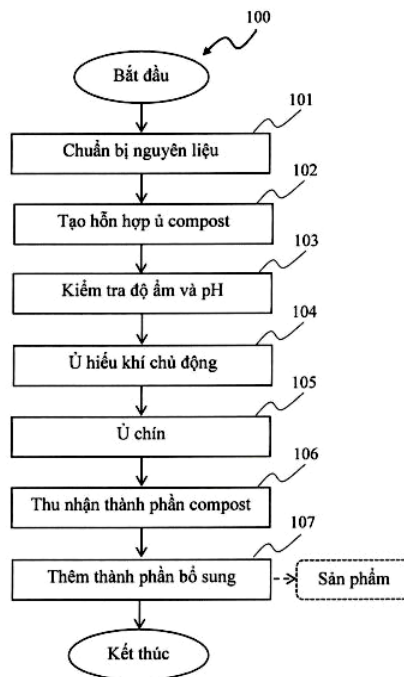 100
Bắt đầu
101
Chuẩn bị nguyên liệu
102
Tạo hỗn hợp ủ compost
103
Kiểm tra độ ẩm và pH
104
Ủ hiếu khí chủ động
105
Ủ chín
106
Thu nhận thành phần compost
107
Thêm thành phần bổ sung
Sản phẩm
Kết thúc